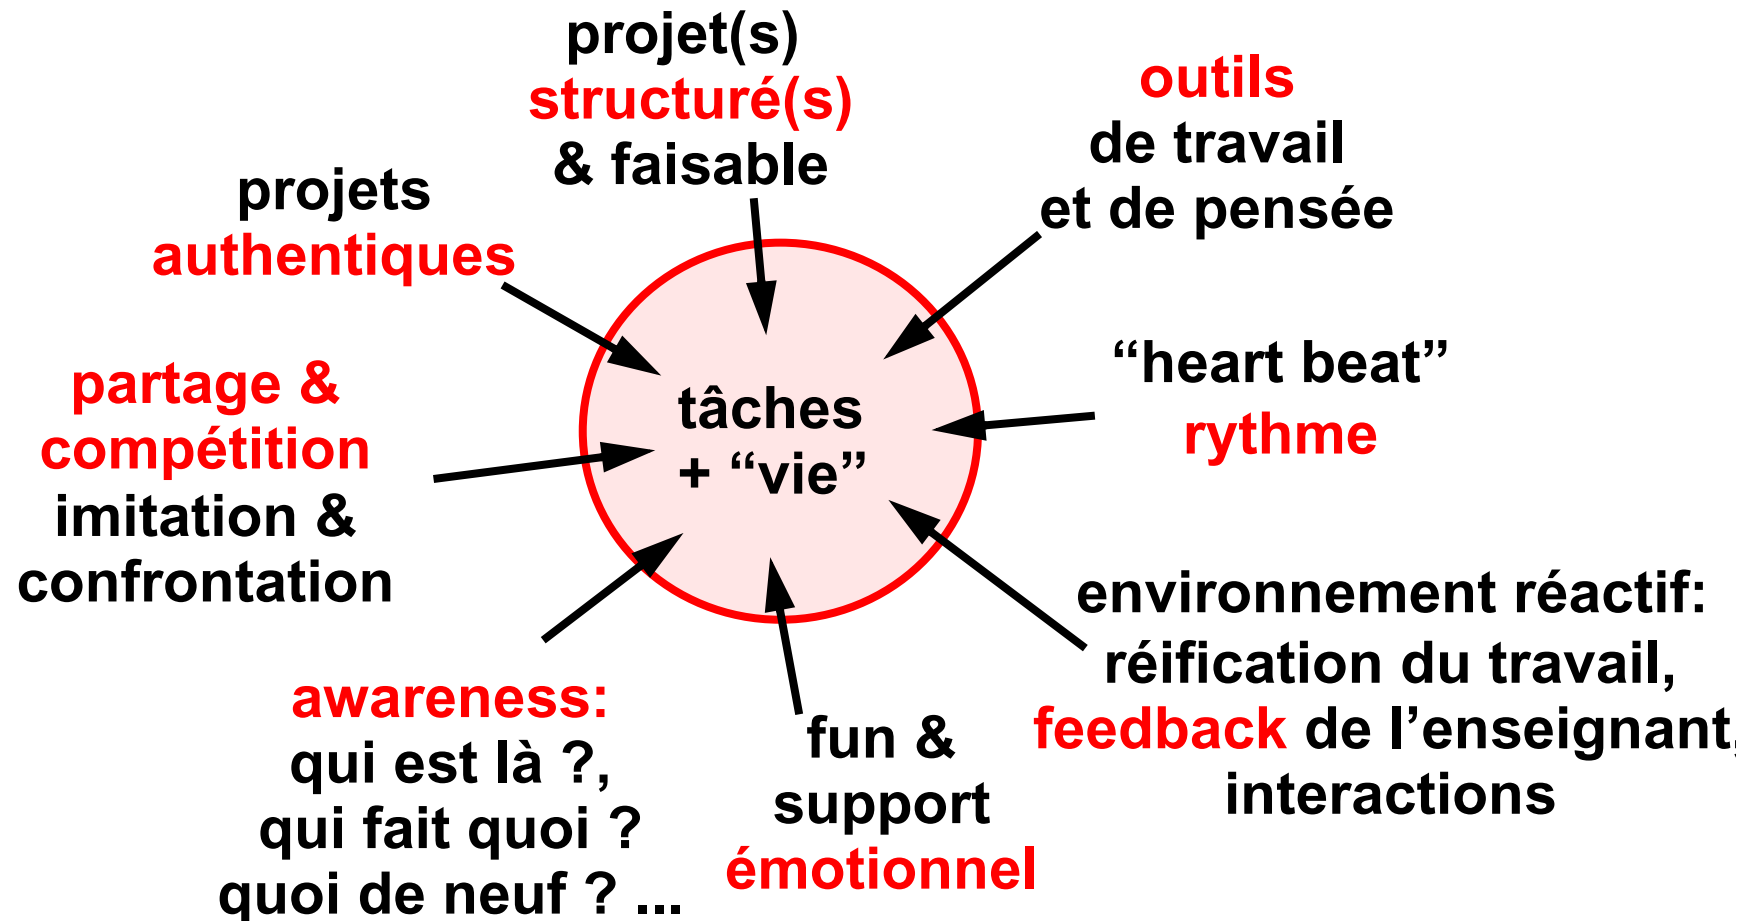 projet(s)
structuré(s)
& faisable
outils
de travail
et de pensée
projets
authentiques
“heart beat”
rythme
partage &
compétition
imitation &
confrontation
tâches
+ “vie”
environnement réactif:
réification du travail,
feedback de l’enseignant,
interactions
awareness:
qui est là ?,
qui fait quoi ?
quoi de neuf ? ...
fun &
support
émotionnel